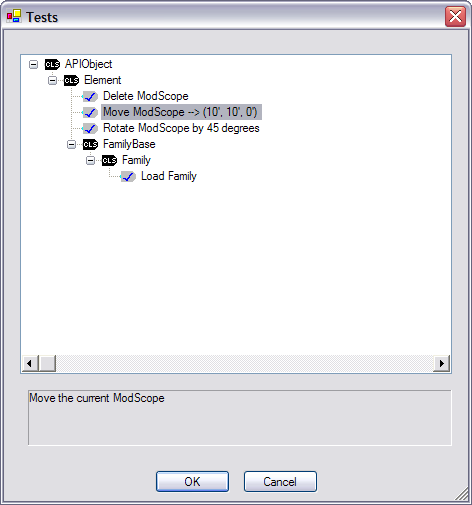 Tests
CLS APIObject
CLS Element
Delete ModScope
Move ModScope --> (10', 10', 0')
Rotate ModScope by 45 degrees
CLS FamilyBase
CLS Family
Load Family
Move the current ModScope
OK Cancel